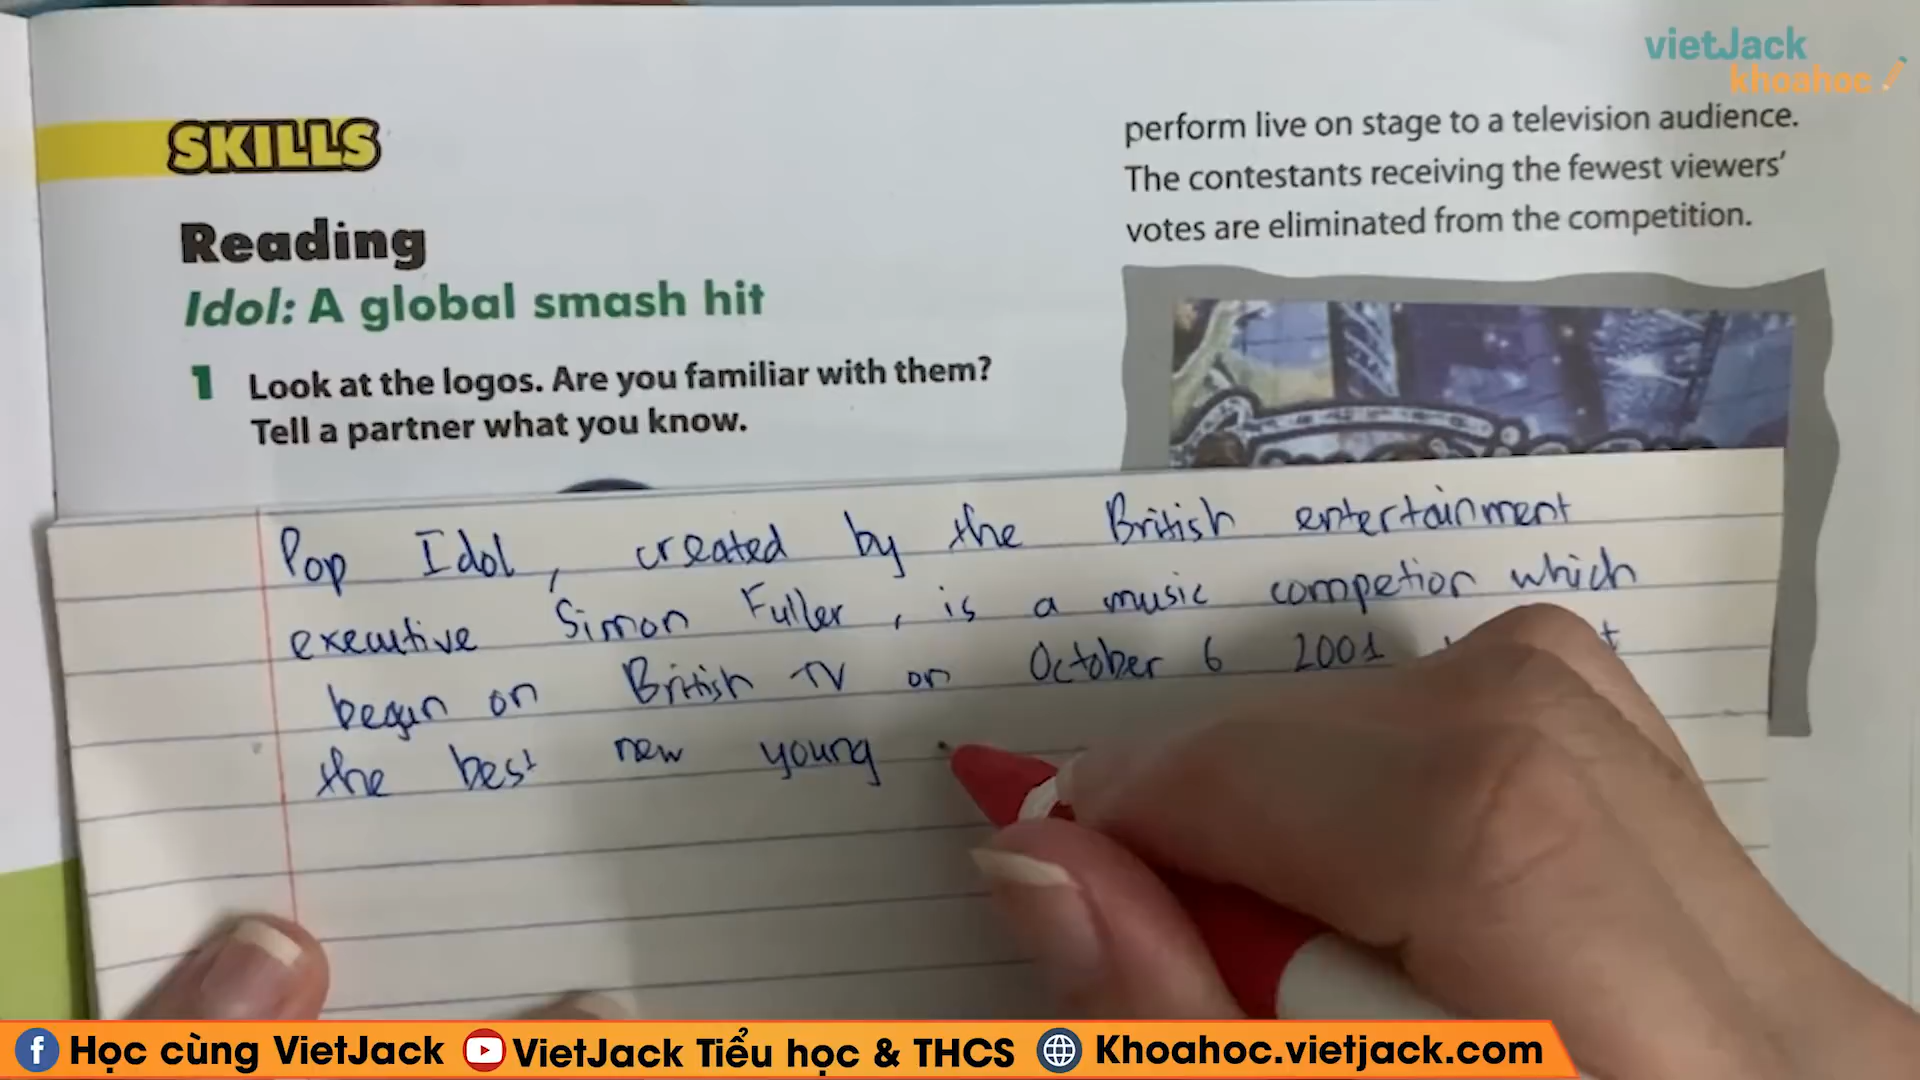 vietJack
khoahoc
SKILLS
Reading
Idol: A global smash hit
1 Look at the logos. Are you familiar with them?
Tell a partner what you know.
perform live on stage to a television audience.
The contestants receiving the fewest viewers'
votes are eliminated from the competition.
Pop Idol, created by the British entertainment
executive Simon Fuller, is a music competion which
begun on British TV on October 6 2001
the best new young
Học cùng VietJack
VietJack Tiểu học & THCS
Khoahoc.vietjack.com